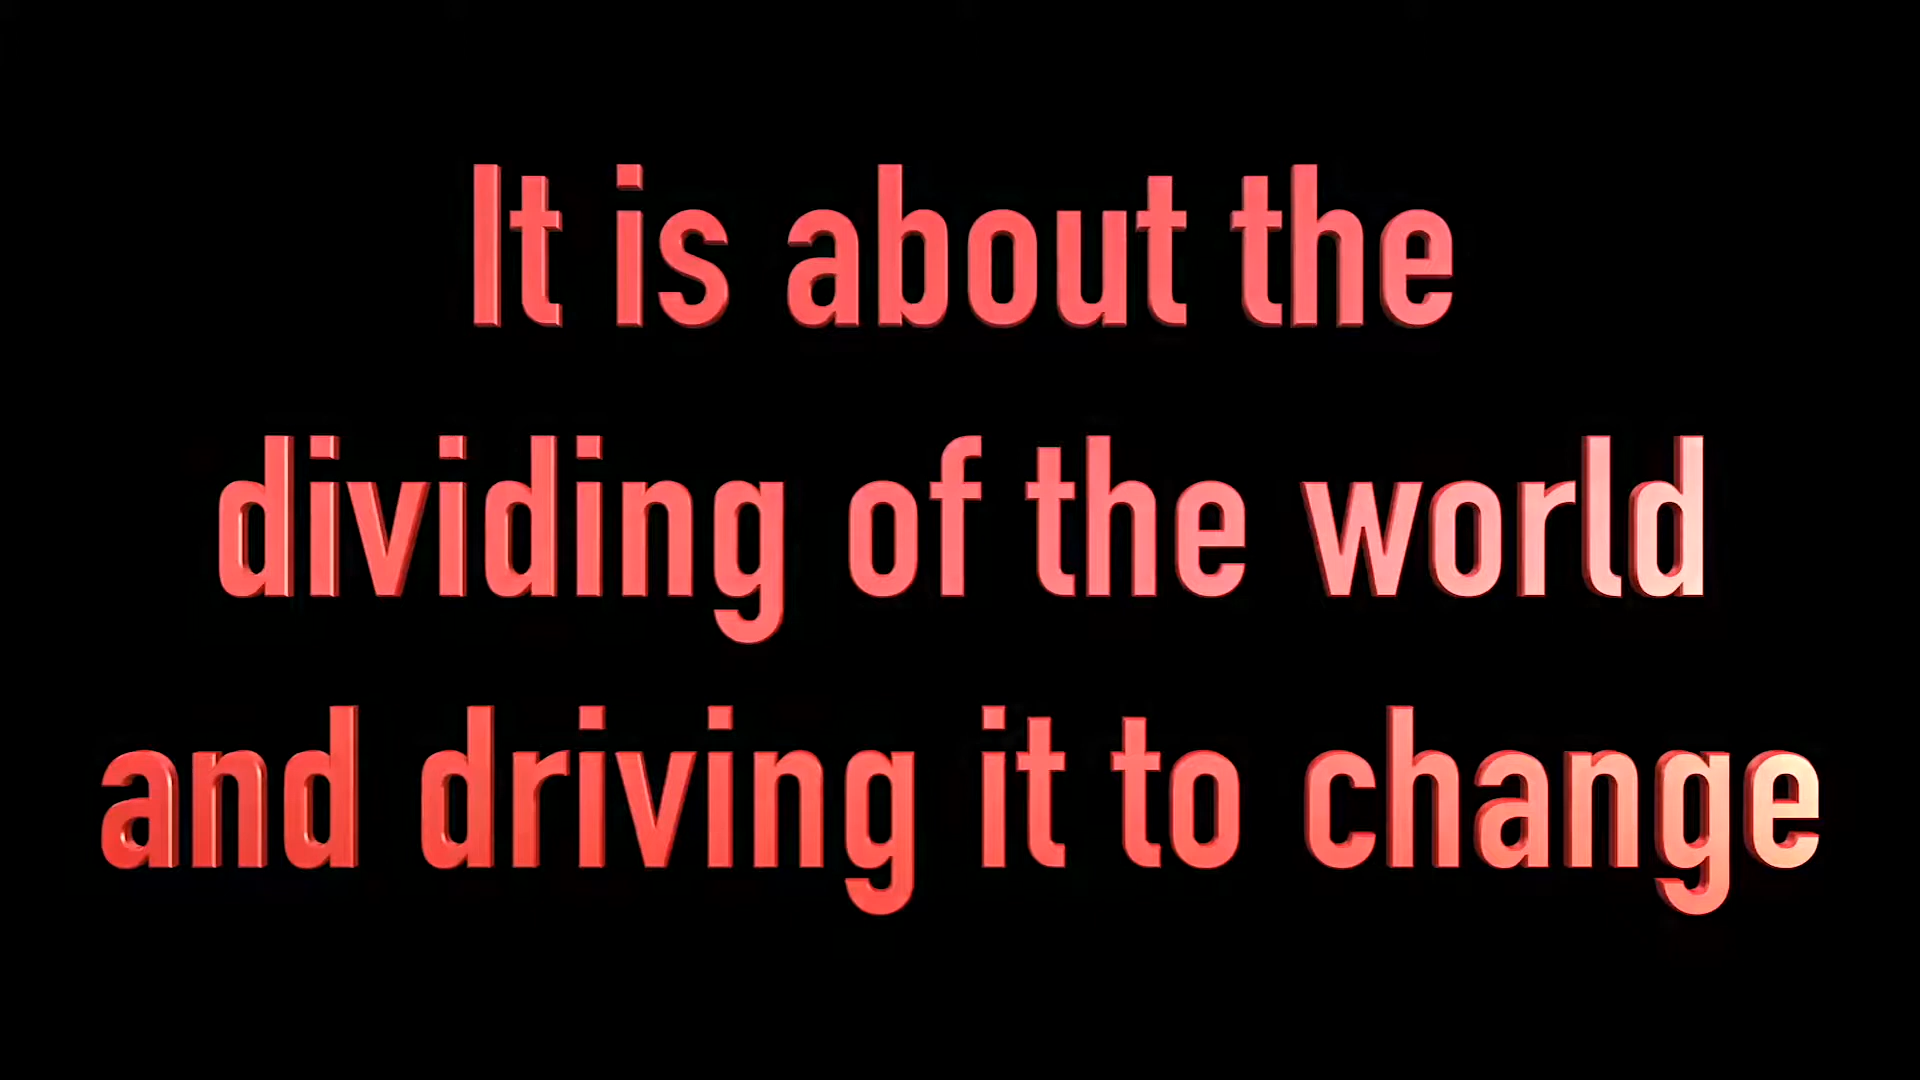 It is about the
dividing of the world
and driving it to change